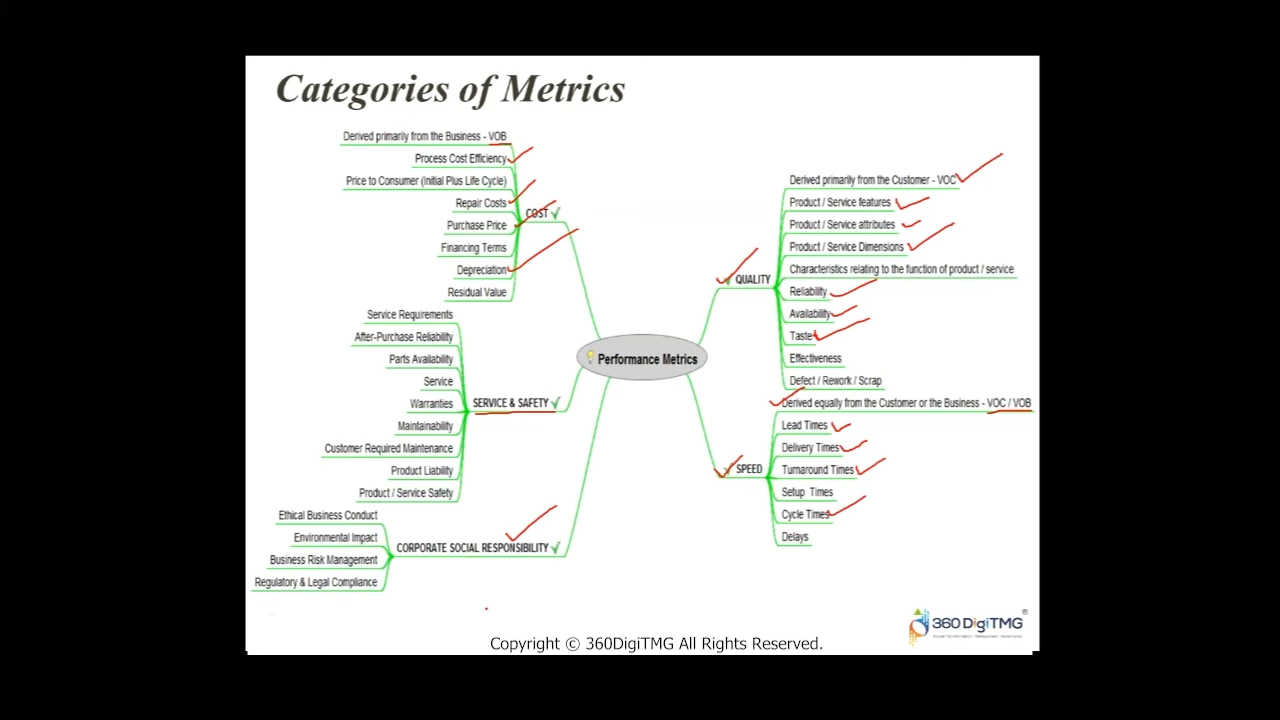 Categories of Metrics
Derived primarily from the Business - VOB
Process Cost Efficiency
Price to Consumer (Initial Plus Life Cycle)
Repair Costs
Purchase Price
Financing Terms
Depreciation
Residual Value
COST
Service Requirements
After-Purchase Reliability
Parts Availability
Service
Warranties
Maintainability
Customer Required Maintenance
Product Liability
Product / Service Safety
SERVICE & SAFETY
Ethical Business Conduct
Environmental Impact
Business Risk Management
Regulatory & Legal Compliance
CORPORATE SOCIAL RESPONSIBILITY
Performance Metrics
QUALITY
Derived primarily from the Customer - VOC
Product / Service features
Product / Service attributes
Product / Service Dimensions
Characteristics relating to the function of product / service
Reliability
Availability
Taste
Effectiveness
Defect / Rework / Scrap
SPEED
Derived equally from the Customer or the Business - VOC / VOB
Lead Times
Delivery Times
Turnaround Times
Setup Times
Cycle Times
Delays
360DigiTMG
Copyright © 360DigiTMG All Rights Reserved.